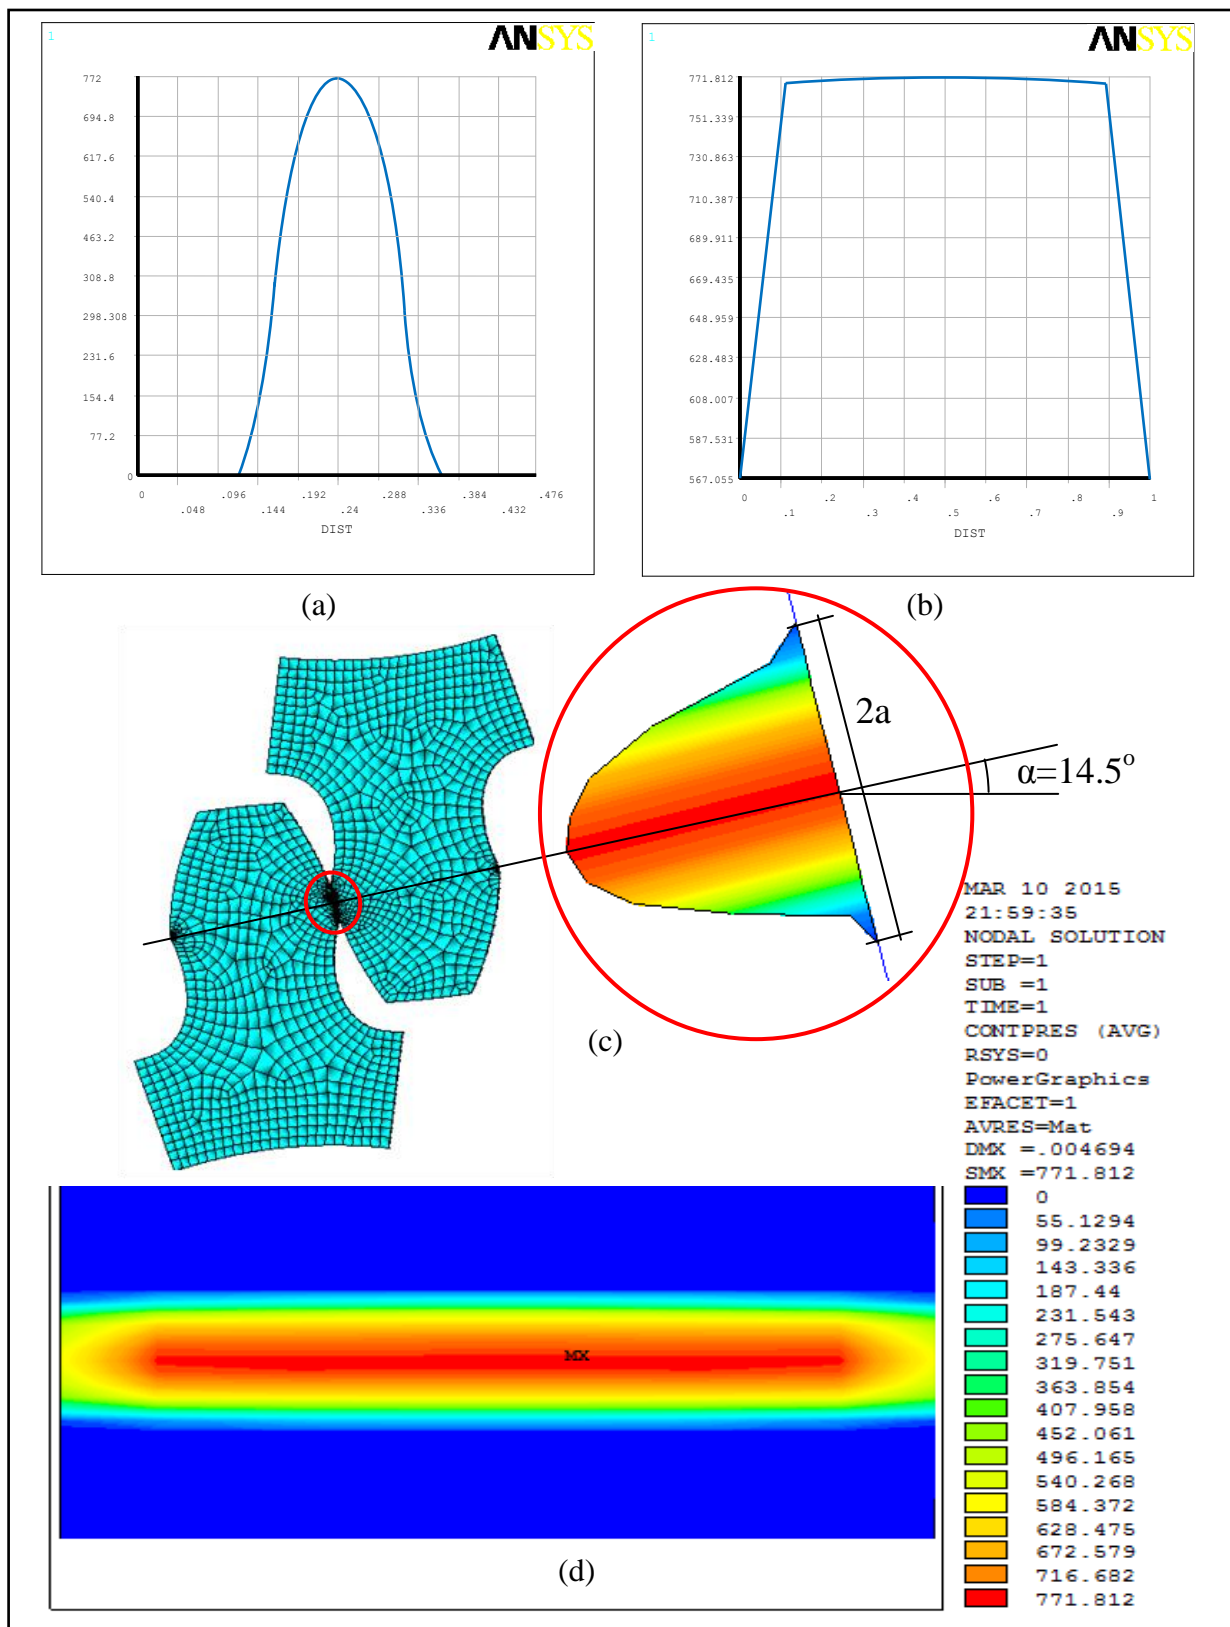 1
ANSYS
772
694.8
617.6
540.4
463.2
308.8
298.308
231.6
154.4
77.2
0
0
.096
.192
.288
.384
.476
.048
.144
.24
.336
.432
DIST
(a)
1
ANSYS
771.812
751.339
730.863
710.387
689.911
669.435
648.959
628.483
608.007
587.531
567.055
0
.2
.4
.6
.8
1
.1
.3
.5
.7
.9
DIST
(b)
2a
α=14.5°
(c)
MAR 10 2015
21:59:35
NODAL SOLUTION
STEP=1
SUB =1
TIME=1
CONTPRES (AVG)
RSYS=0
PowerGraphics
EFACET=1
AVRES=Mat
DMX =.004694
SMX =771.812
0
55.1294
99.2329
143.336
187.44
231.543
275.647
319.751
363.854
407.958
452.061
496.165
540.268
584.372
628.475
672.579
716.682
771.812
MX
(d)